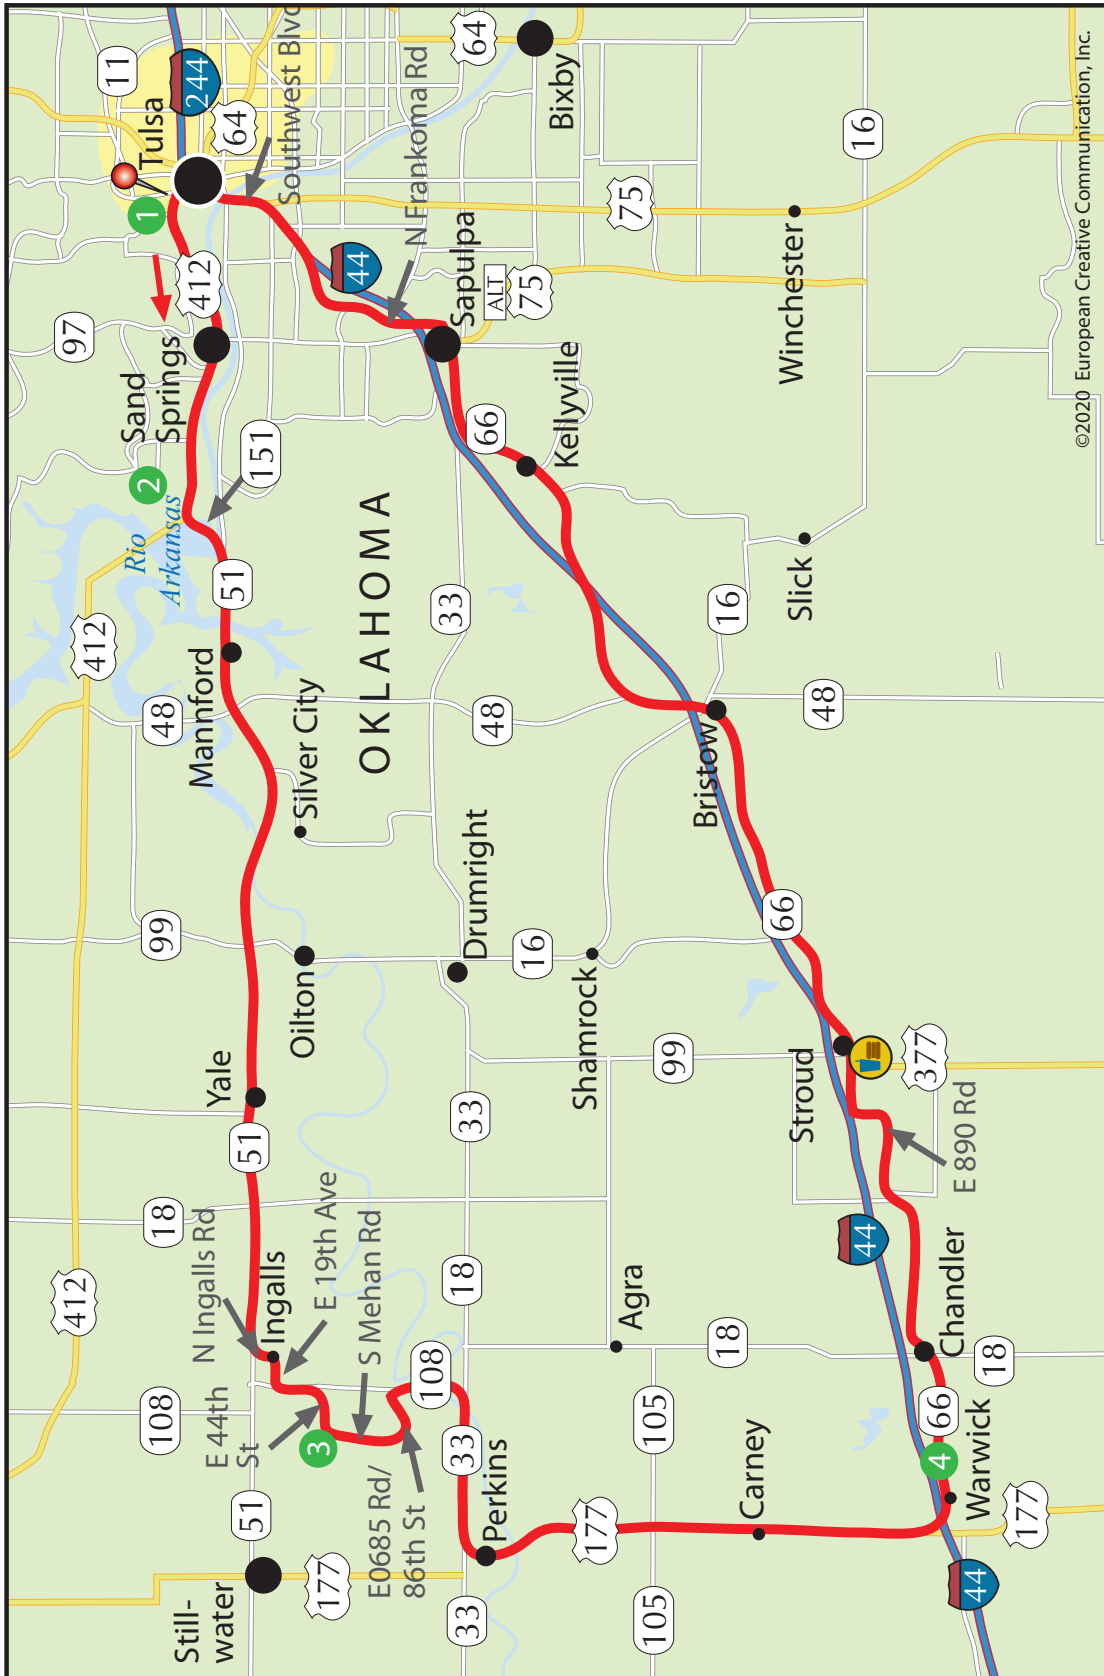 Still-
water
177
51
108
412
18
N Ingalls Rd
Ingalls
E 19th Ave
E 44th
St
3
S Mehan Rd
E0685 Rd/
86th St
108
33
33
Perkins
18
177
105
105
Carney
Agra
18
Warwick
4
66
177
44
Chandler
18
44
E 890 Rd
Stroud
377
99
33
51
Yale
Oilton
99
Drumright
16
Shamrock
66
Bristow
48
16
48
48
Silver City
Mannford
412
51
Rio
Arkansas
2
151
OKLAHOMA
33
Sand
Springs
97
412
1
Tulsa
11
244
64
64
Southwest Blvd
Bixby
N Frankoma Rd
44
Sapulpa
ALT
75
75
66
Kellyville
Slick
Winchester
16
©2020 European Creative Communication, Inc.